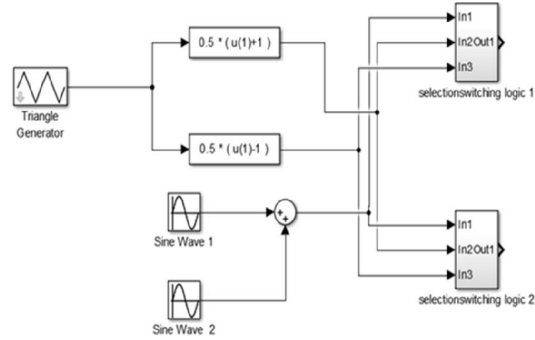 Triangle
Generator
0.5 * ( u(1)+1 )
0.5 * ( u(1)-1 )
Sine Wave 1
Sine Wave 2
In1
In2Out1
In3
selectionswitching logic 1
In1
In2Out1
In3
selectionswitching logic 2